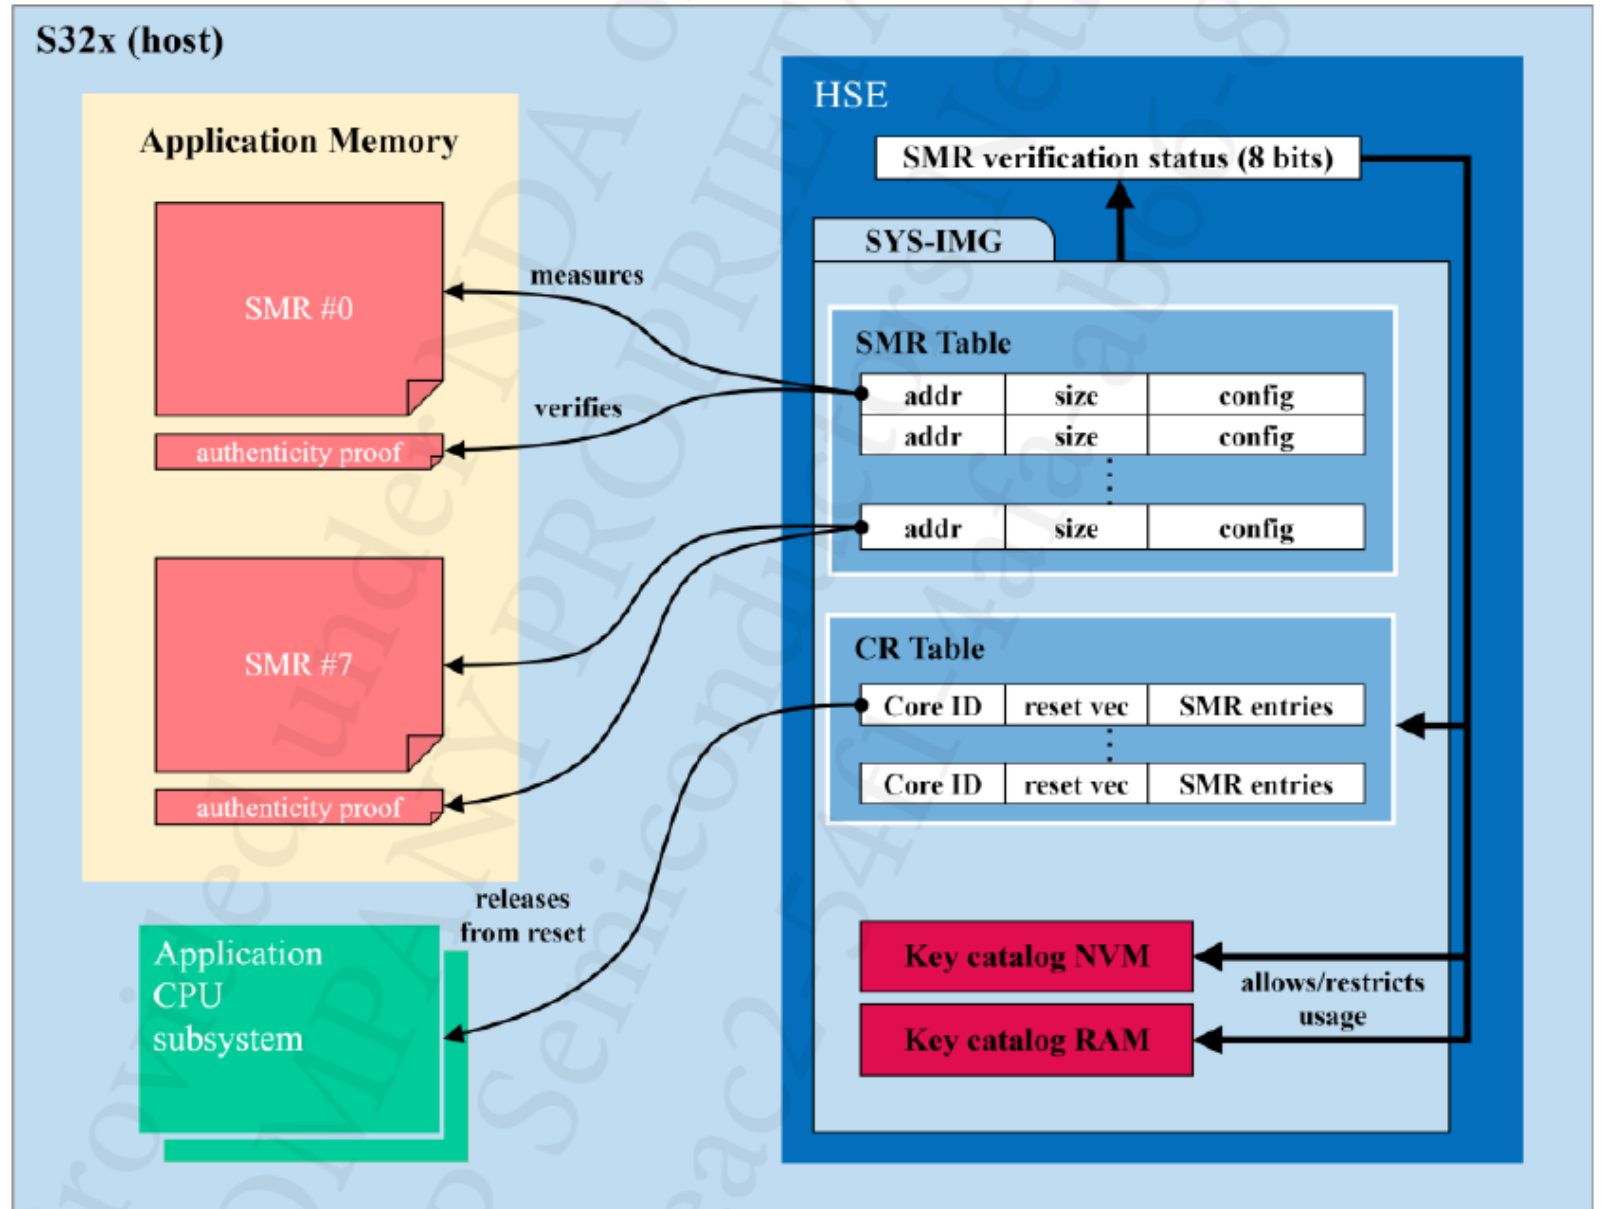 S32x (host)
Application Memory
SMR #0
authenticity proof
SMR #7
authenticity proof
measures
verifies
releases
from reset
Application
CPU
subsystem
HSE
SMR verification status (8 bits)
SYS-IMG
SMR Table
addr size config
addr size config
addr size config
CR Table
Core ID reset vec SMR entries
Core ID reset vec SMR entries
Key catalog NVM
allows/restricts
usage
Key catalog RAM